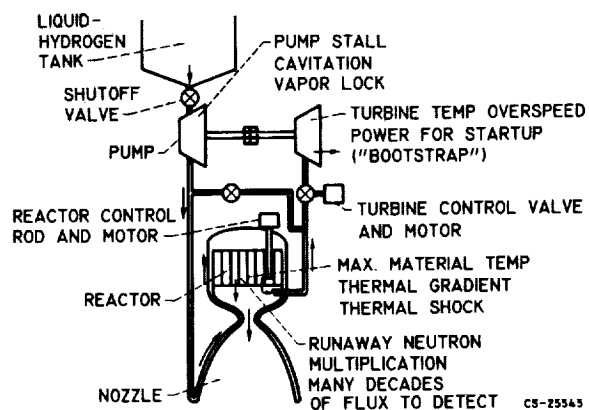 LIQUID-
HYDROGEN
TANK
PUMP STALL
CAVITATION
VAPOR LOCK
SHUTOFF
VALVE
TURBINE TEMP OVERSPEED
POWER FOR STARTUP
("BOOTSTRAP")
PUMP
TURBINE CONTROL VALVE
AND MOTOR
REACTOR CONTROL
ROD AND MOTOR
MAX. MATERIAL TEMP
THERMAL GRADIENT
THERMAL SHOCK
REACTOR
RUNAWAY NEUTRON
MULTIPLICATION
MANY DECADES
OF FLUX TO DETECT
NOZZLE
CS-25343